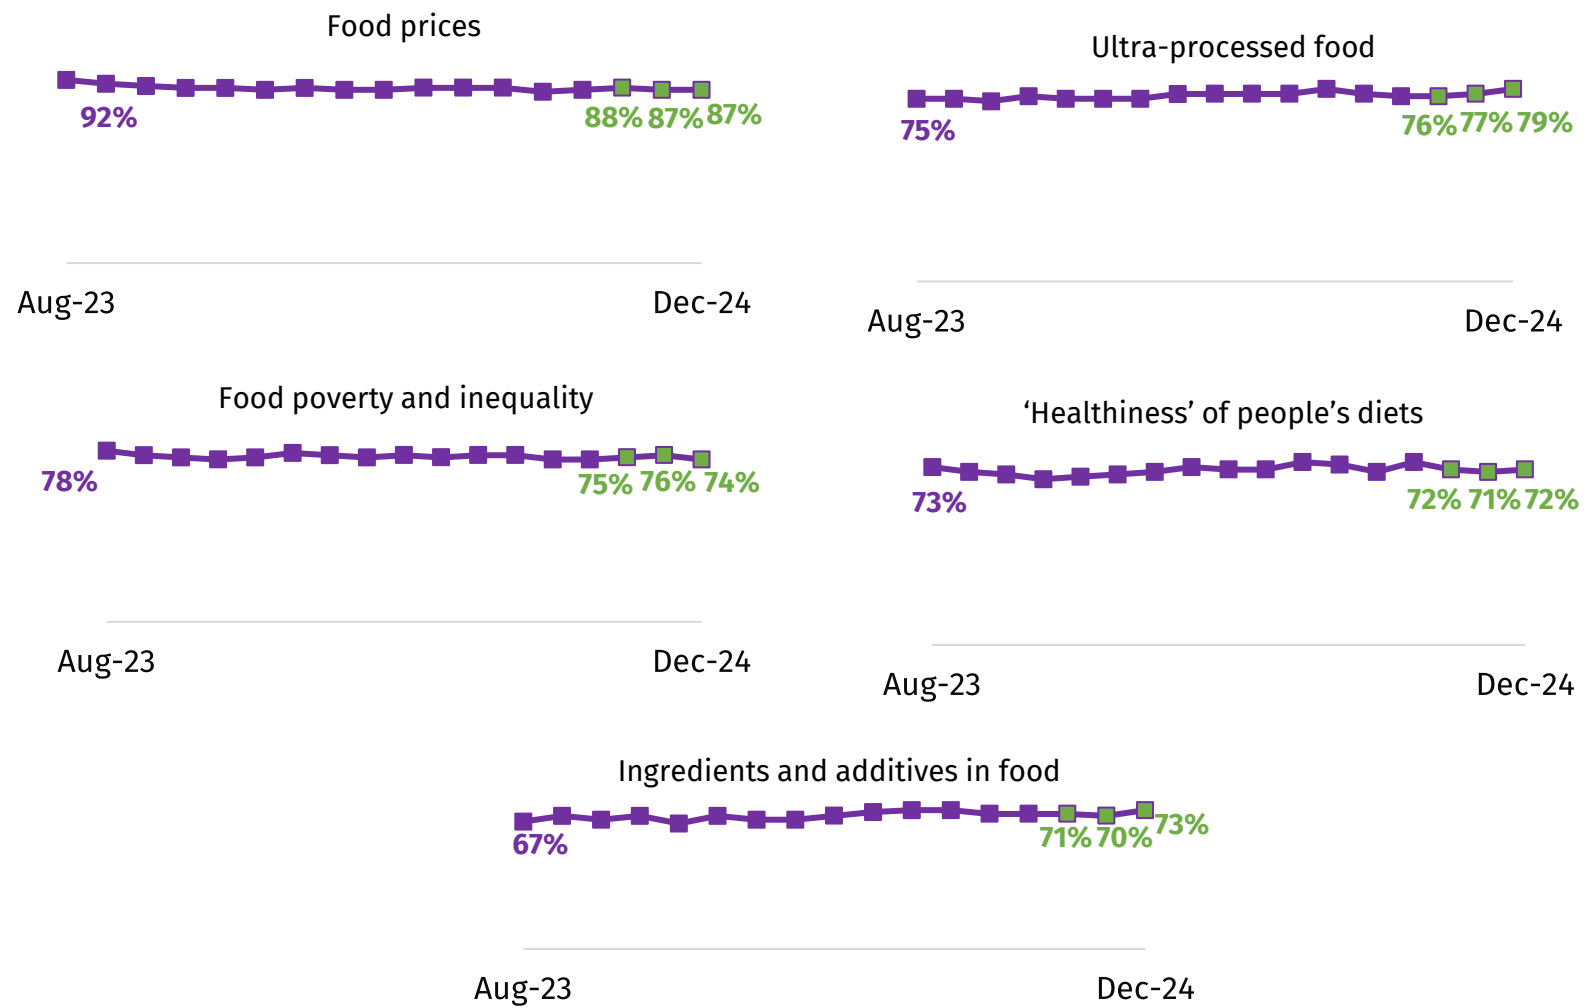 Food prices
92%
88% 87% 87%
Aug-23 Dec-24
Ultra-processed food
75%
76% 77% 79%
Aug-23 Dec-24
Food poverty and inequality
78%
75% 76% 74%
Aug-23 Dec-24
‘Healthiness’ of people’s diets
73%
72% 71% 72%
Aug-23 Dec-24
Ingredients and additives in food
67%
71% 70% 73%
Aug-23 Dec-24